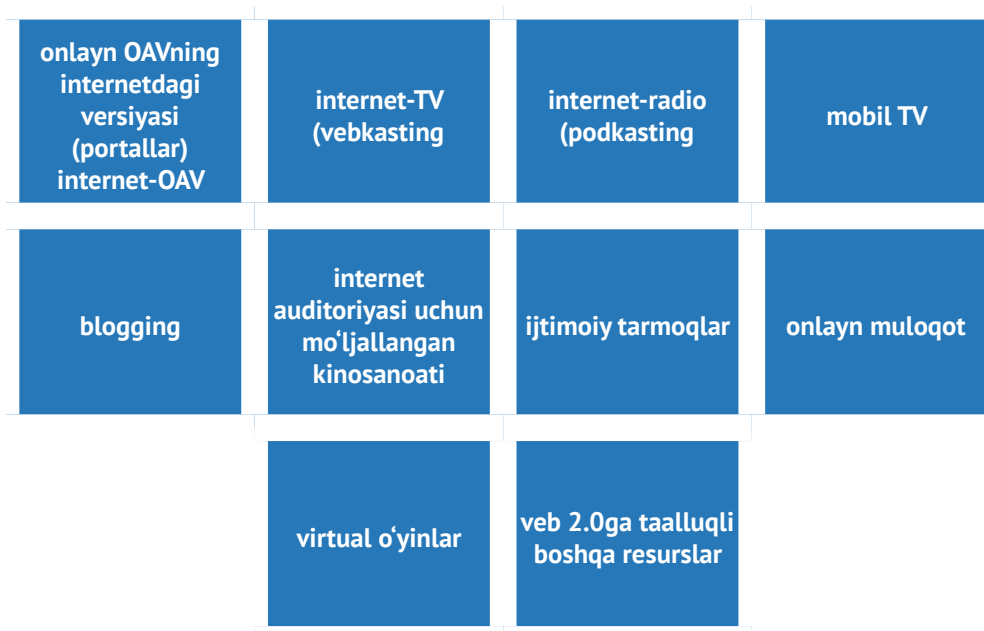 onlayn OAVning
internetdagi
versiyasi
(portallar)
internet-OAV
internet-TV
(vebkasting
internet-radio
(podkasting
mobil TV
blogging
internet
auditoriyasi uchun
mo‘ljallangan
kinosanoati
ijtimoiy tarmoqlar
onlayn muloqot
virtual o‘yinlar
veb 2.0ga taalluqli
boshqa resurslar